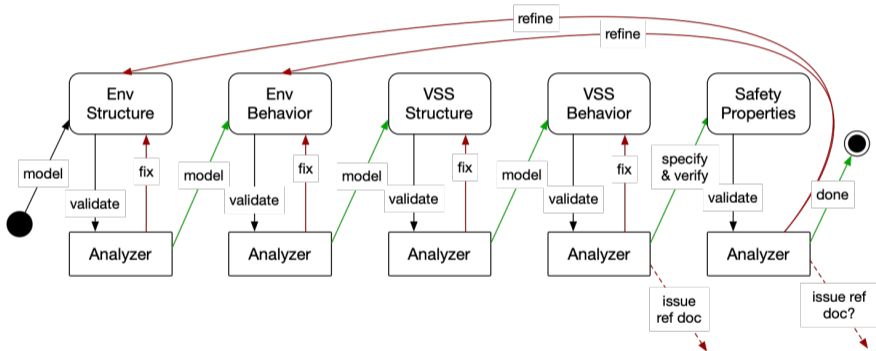 refine
refine
Env
Structure
Env
Behavior
VSS
Structure
VSS
Behavior
Safety
Properties
model
fix
validate
model
fix
validate
model
fix
validate
model
fix
validate
specify
& verify
validate
done
Analyzer
Analyzer
Analyzer
Analyzer
Analyzer
issue
ref doc
issue ref
doc?